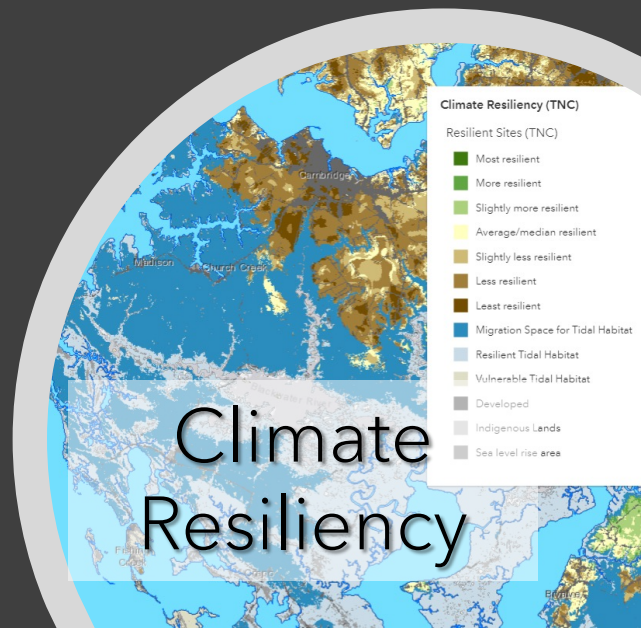 Climate Resiliency (TNC)
Resilient Sites (TNC)
Most resilient
More resilient
Slightly more resilient
Average/median resilient
Slightly less resilient
Less resilient
Least resilient
Migration Space for Tidal Habitat
Resilient Tidal Habitat
Vulnerable Tidal Habitat
Developed
Indigenous Lands
Sea level rise area
Cambridge
Madison
Church Creek
Climate
Resiliency